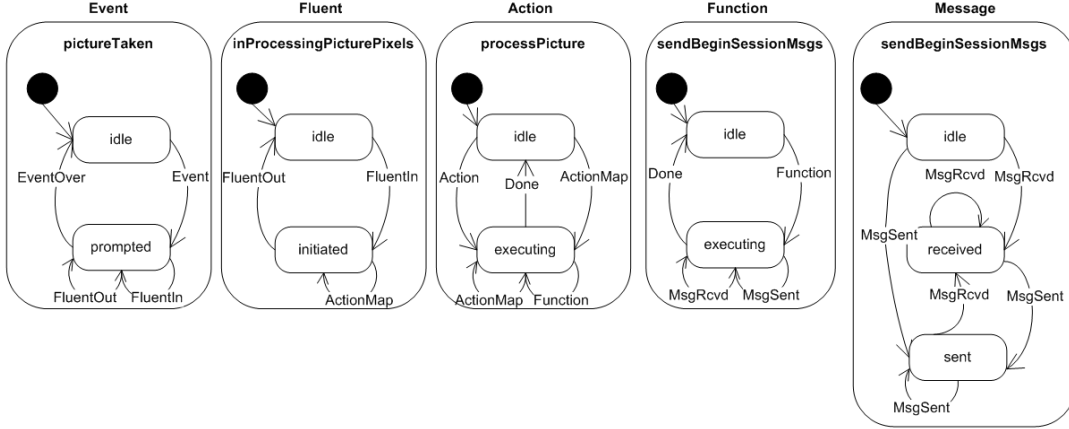 Event
pictureTaken
idle
EventOver
Event
prompted
FluentOut
FluentIn
Fluent
inProcessingPicturePixels
idle
FluentOut
FluentIn
initiated
ActionMap
Action
processPicture
idle
Action
Done
ActionMap
executing
ActionMap
Function
Function
sendBeginSessionMsgs
idle
Done
Function
executing
MsgRcvd
MsgSent
Message
sendBeginSessionMsgs
idle
MsgRcvd
MsgRcvd
MsgSent
received
MsgRcvd
MsgSent
sent
MsgSent